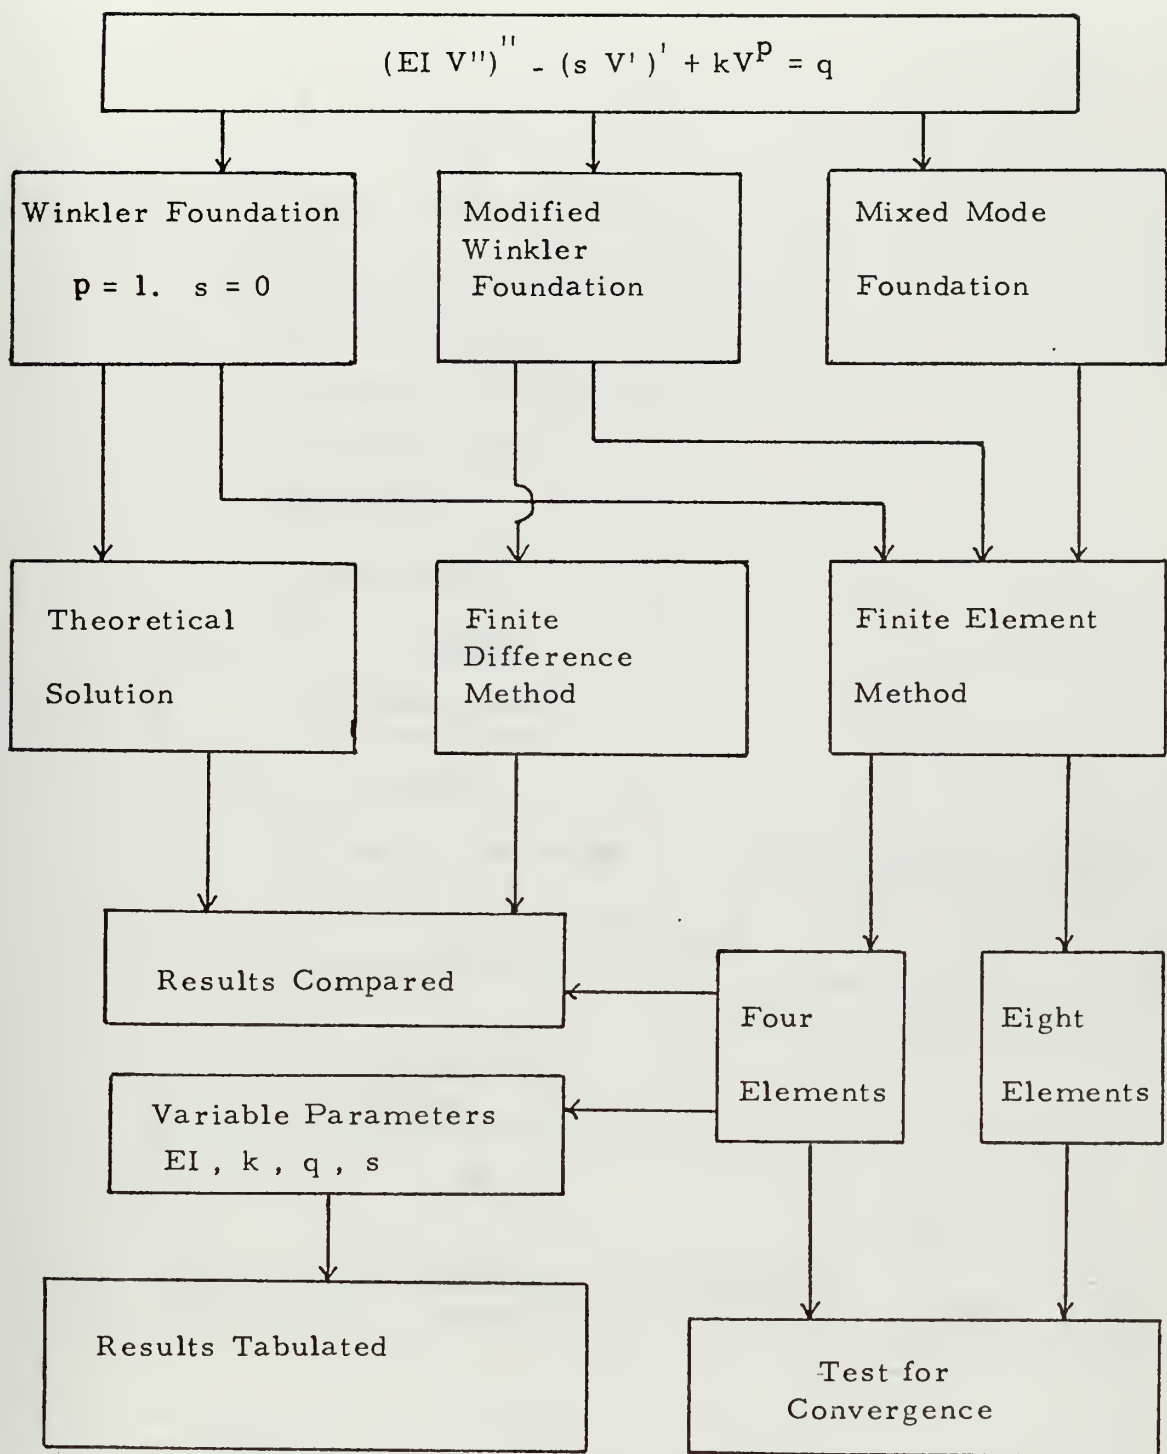 (EI V'')'' - (s V')' + kV^p = q
Winkler Foundation
p = 1. s = 0
Modified
Winkler
Foundation
Mixed Mode
Foundation
Theoretical
Solution
Finite
Difference
Method
Finite Element
Method
Results Compared
Four
Elements
Eight
Elements
Variable Parameters
EI , k , q , s
Results Tabulated
Test for
Convergence